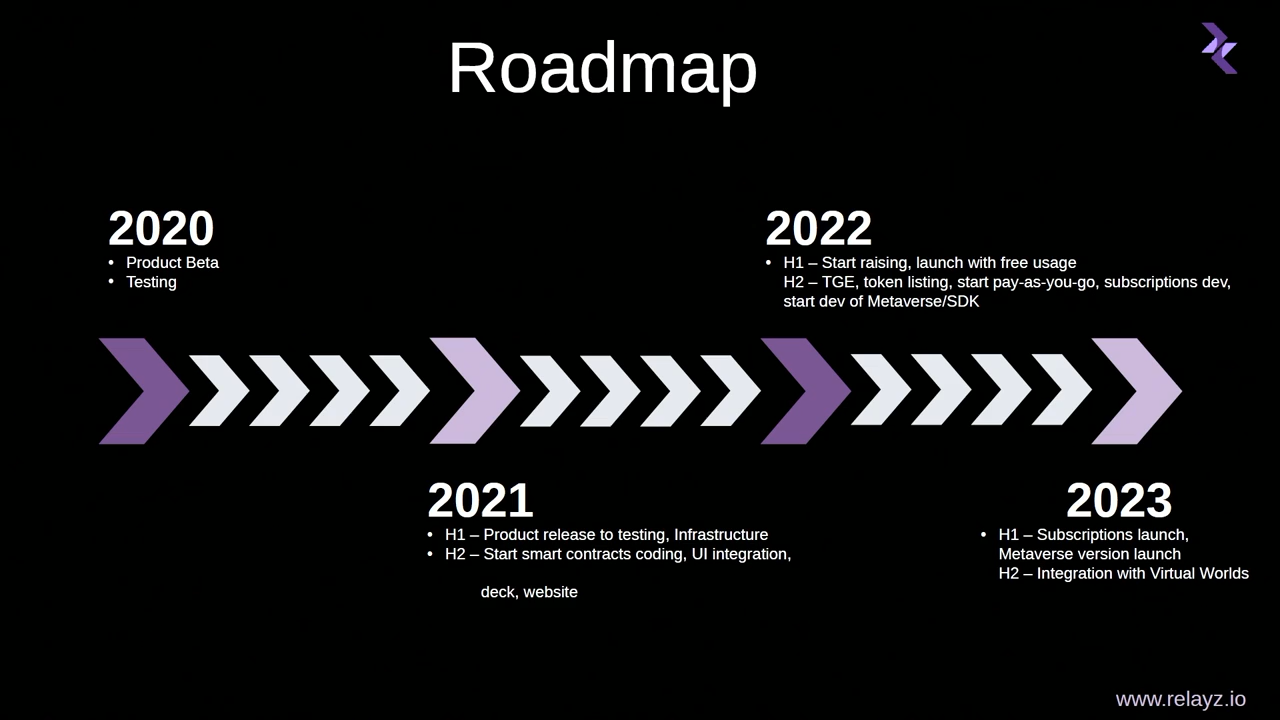 Roadmap
2020
• Product Beta
• Testing
2022
• H1 – Start raising, launch with free usage
H2 – TGE, token listing, start pay-as-you-go, subscriptions dev,
start dev of Metaverse/SDK
2021
• H1 – Product release to testing, Infrastructure
• H2 – Start smart contracts coding, UI integration,
deck, website
2023
• H1 – Subscriptions launch,
Metaverse version launch
H2 – Integration with Virtual Worlds
www.relayz.io